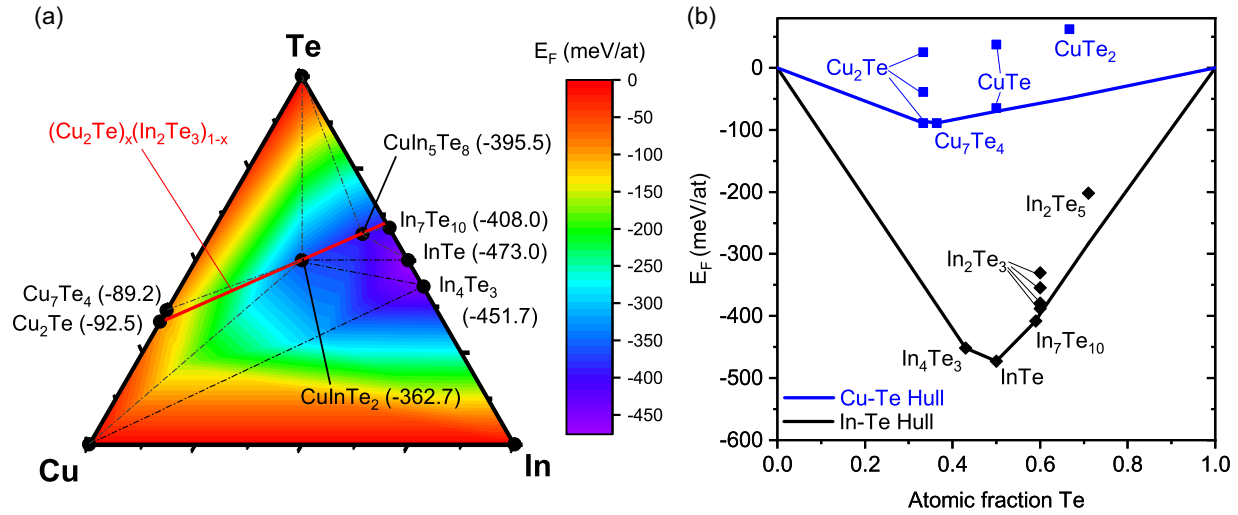 (a)
Te
E_F (meV/at)
0
-50
-100
-150
-200
-250
-300
-350
-400
-450
(Cu₂Te)ₓ(In₂Te₃)₁₋ₓ
CuIn₅Te₈ (-395.5)
In₇Te₁₀ (-408.0)
InTe (-473.0)
In₄Te₃
(-451.7)
Cu₇Te₄ (-89.2)
Cu₂Te (-92.5)
CuInTe₂ (-362.7)
Cu
In
(b)
E_F (meV/at)
0
-100
-200
-300
-400
-500
-600
Cu₂Te
CuTe
CuTe₂
Cu₇Te₄
In₂Te₅
In₂Te₃
In₇Te₁₀
In₄Te₃
InTe
Cu-Te Hull
In-Te Hull
0.0 0.2 0.4 0.6 0.8 1.0
Atomic fraction Te